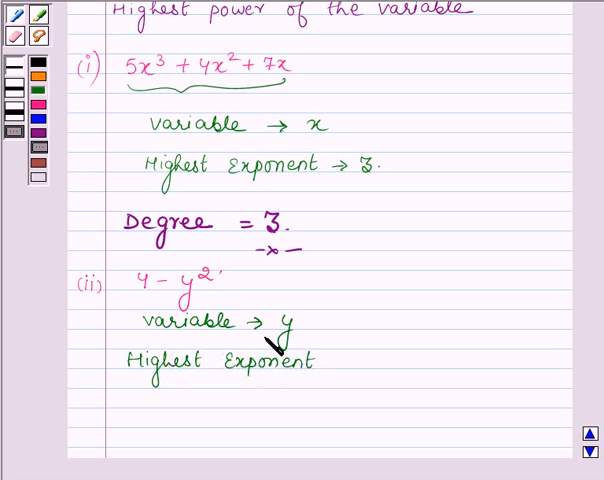 Highest power of the variable
(i) 5x³ + 4x² + 7x
Variable → x
Highest Exponent → 3.
Degree = 3.
(ii) 4 - y²
Variable → y
Highest Exponent